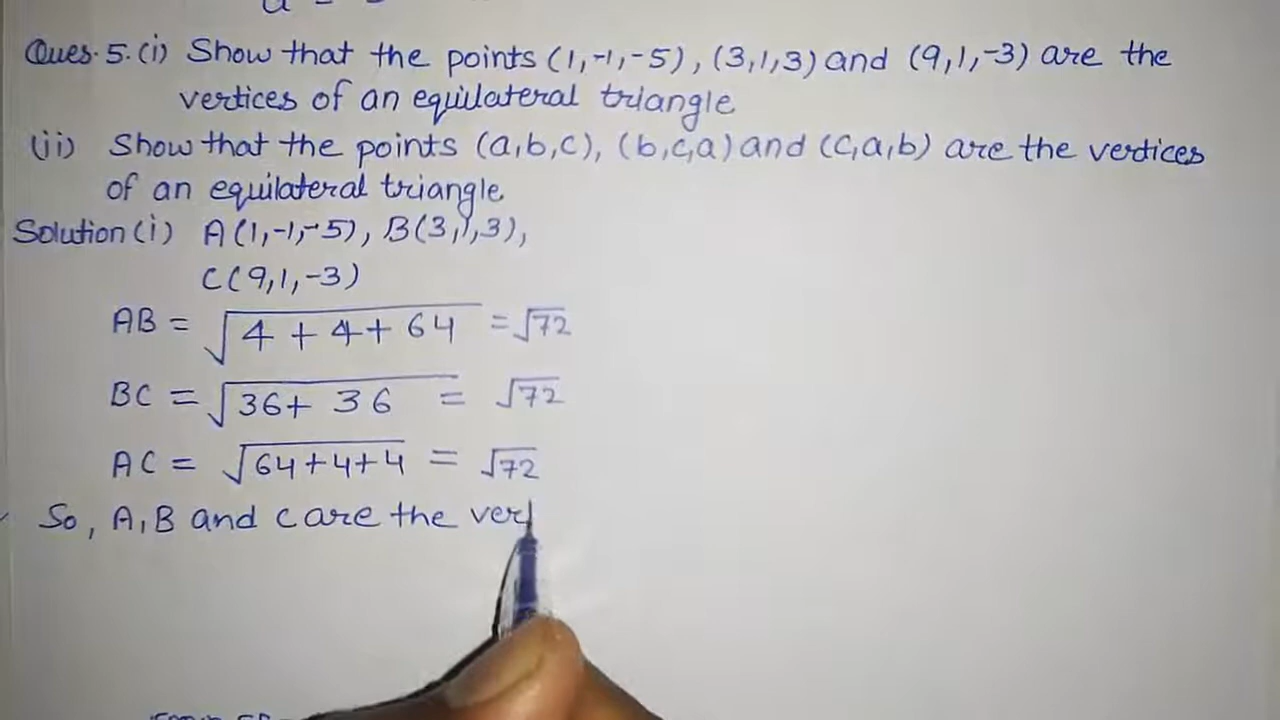 Ques. 5. (i) Show that the points (1,-1,-5), (3,1,3) and (9,1,-3) are the
vertices of an equilateral triangle
(ii) Show that the points (a,b,c), (b,c,a) and (c,a,b) are the vertices
of an equilateral triangle.
Solution (i) A(1,-1,-5), B(3,1,3),
C(9,1,-3)
AB = √4 + 4 + 64 = √72
BC = √36 + 36 = √72
AC = √64+4+4 = √72
So, A, B and C are the ver